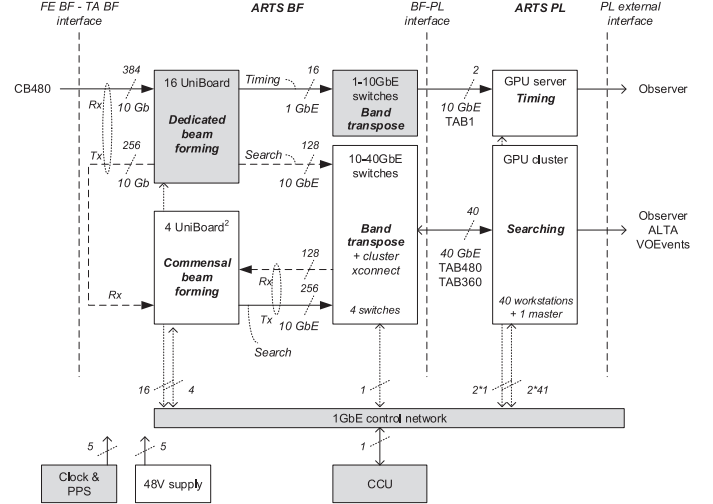 FE BF - TA BF
interface
ARTS BF
BF-PL
interface
ARTS PL
PL external
interface
CB480
384
10 Gb
Rx
16 UniBoard
Dedicated
beam
forming
Timing
16
1 GbE
1-10GbE
switches
Band
transpose
2
10 GbE
TAB1
GPU server
Timing
Observer
Tx
256
10 Gb
Search
128
10 GbE
10-40GbE
switches
Band
transpose
+ cluster
xconnect
4 switches
GPU cluster
Searching
40 workstations
+ 1 master
40
40 GbE
TAB480
TAB360
Observer
ALTA
VOEvents
4 UniBoard2
Commensal
beam
forming
Rx
128
Rx
256
Tx
10 GbE
Search
16
4
1
2*1
2*41
1GbE control network
5
5
1
Clock &
PPS
48V supply
CCU